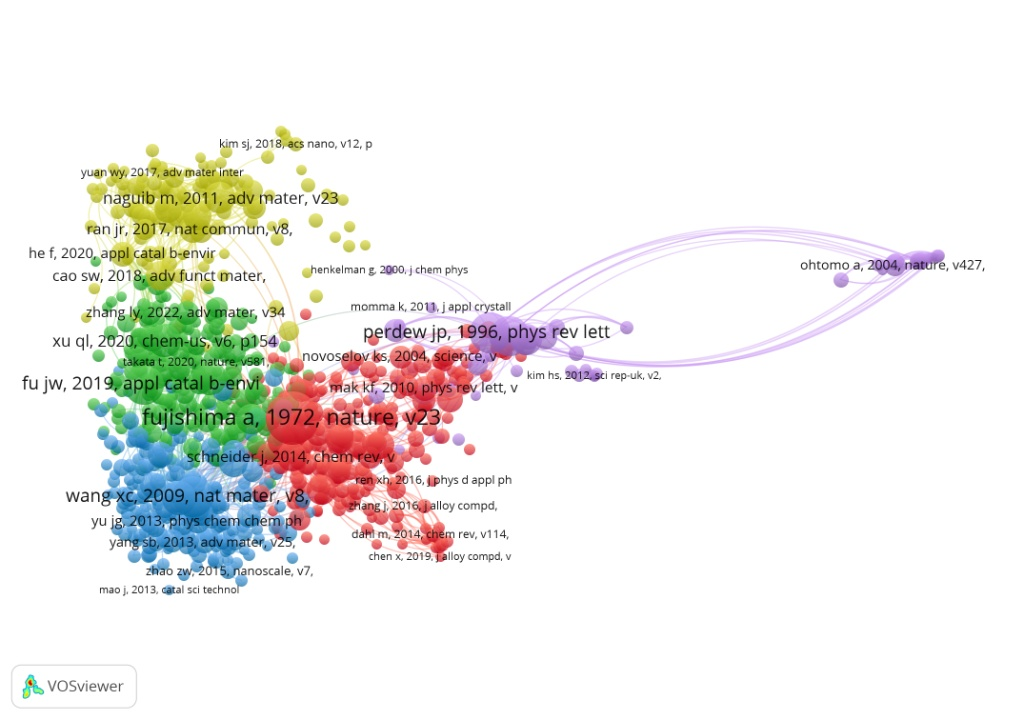 kim sj, 2018, acs nano, v12, p
yuan wy, 2017, adv mater inter
naguib m, 2011, adv mater, v23
ran jr, 2017, nat commun, v8,
he f, 2020, appl catal b-envir
ohtomo a, 2004, nature, v427,
henkelman g, 2000, j chem phys
cao sw, 2018, adv funct mater,
momma k, 2011, j appl crystall
zhang ly, 2022, adv mater, v34
perdew jp, 1996, phys rev lett
xu ql, 2020, chem-us, v6, p154
novoselov ks, 2004, science, v
takata t, 2020, nature, v581
kim hs, 2012, sci rep-uk, v2,
fu jw, 2019, appl catal b-envi
mak kf, 2010, phys rev lett, v
fujishima a, 1972, nature, v23
schneider j, 2014, chem rev, v
ren xh, 2016, j phys d appl ph
wang xc, 2009, nat mater, v8,
zhang j, 2016, j alloy compd,
yu jg, 2013, phys chem chem ph
dahl m, 2014, chem rev, v114,
yang sb, 2013, adv mater, v25,
chen x, 2019, j alloy compd, v
zhao zw, 2015, nanoscale, v7,
mao j, 2013, catal sci technol
VOSviewer